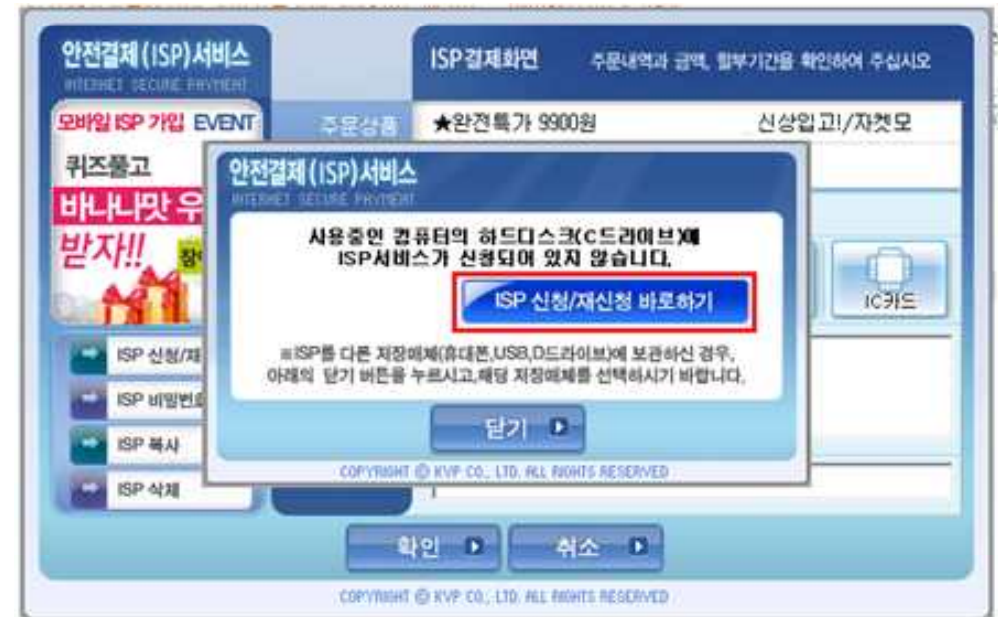 안전결제(ISP)서비스
INTERNET SECURE PAYMENT
ISP결제화면
주문내역과 금액, 할부기간을 확인하여 주십시오
모바일 ISP 가입 EVENT
주문상품
★완전특가 9900원
신상입고!/자켓모
퀴즈풀고
바나나맛 우
받자!!
안전결제(ISP)서비스
INTERNET SECURE PAYMENT
사용중인 컴퓨터의 하드디스크(C드라이브)에
ISP서비스가 신청되어 있지 않습니다.
ISP 신청/재신청 바로하기
※ISP를 다른 저장매체(휴대폰,USB,D드라이브)에 보관하신 경우,
아래의 닫기 버튼을 누르시고,해당 저장매체를 선택하시기 바랍니다.
닫기
COPYRIGHT © KVP CO., LTD. ALL RIGHTS RESERVED
IC카드
ISP 신청/재
ISP 비밀번호
ISP 복사
ISP 삭제
확인
취소
COPYRIGHT © KVP CO., LTD. ALL RIGHTS RESERVED